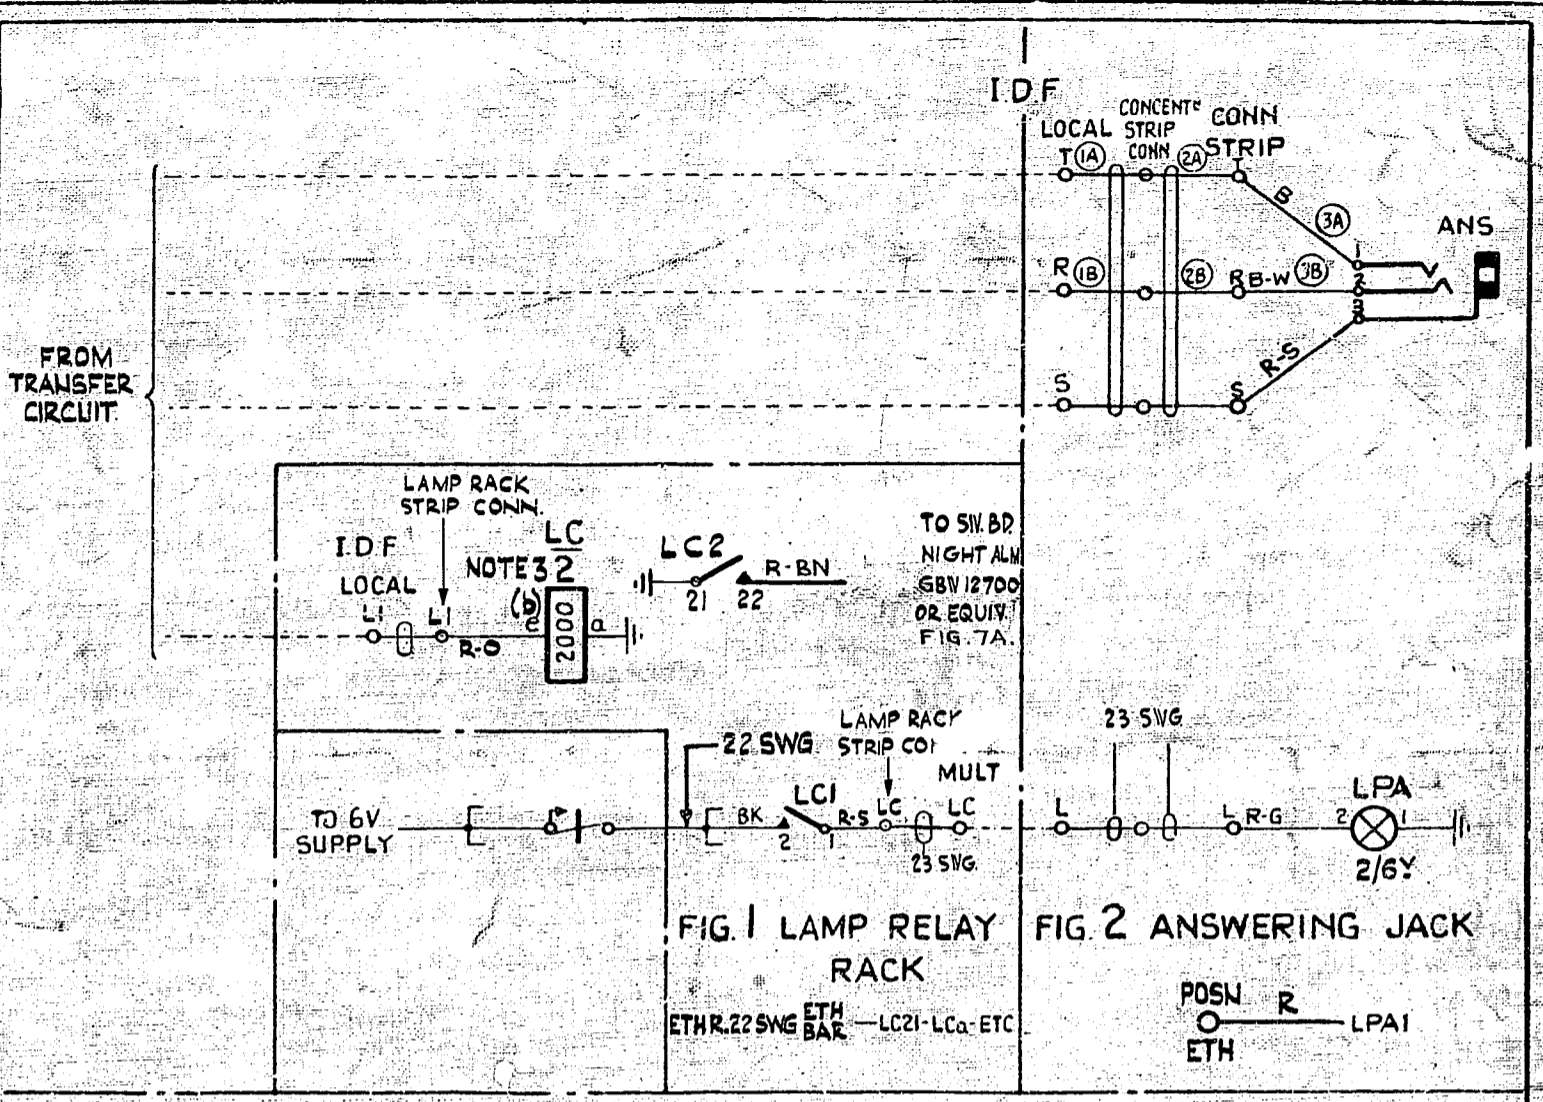 I.D.F
LOCAL
CONCENTN
STRIP
CONN
CONN
STRIP
T 1A 2A T
B
3A
ANS
1
R 1B 2B R B-W 3B 2
3
R-S
S S
FROM
TRANSFER
CIRCUIT.
LAMP RACK
STRIP CONN.
I.D F
LOCAL
NOTE 3
(b)
LC
2
L1 L1 R-O e 2000 a
LC2
21 22 R-BN
TO SW. BD.
NIGHT ALM
GBW 12700
OR EQUIV.
FIG. 7A.
TO 6V
SUPPLY
22 SWG
LAMP RACK
STRIP CO
MULT
BK 2 LC1 1 R-S LC LC
23 SWG.
23 SWG
L L R-G 2 LPA 1
2/6V
FIG. 1 LAMP RELAY
RACK
ETH R.22 SWG ETH BAR — LC21-LCa-ETC
FIG. 2 ANSWERING JACK
POSN
ETH
R LPA1